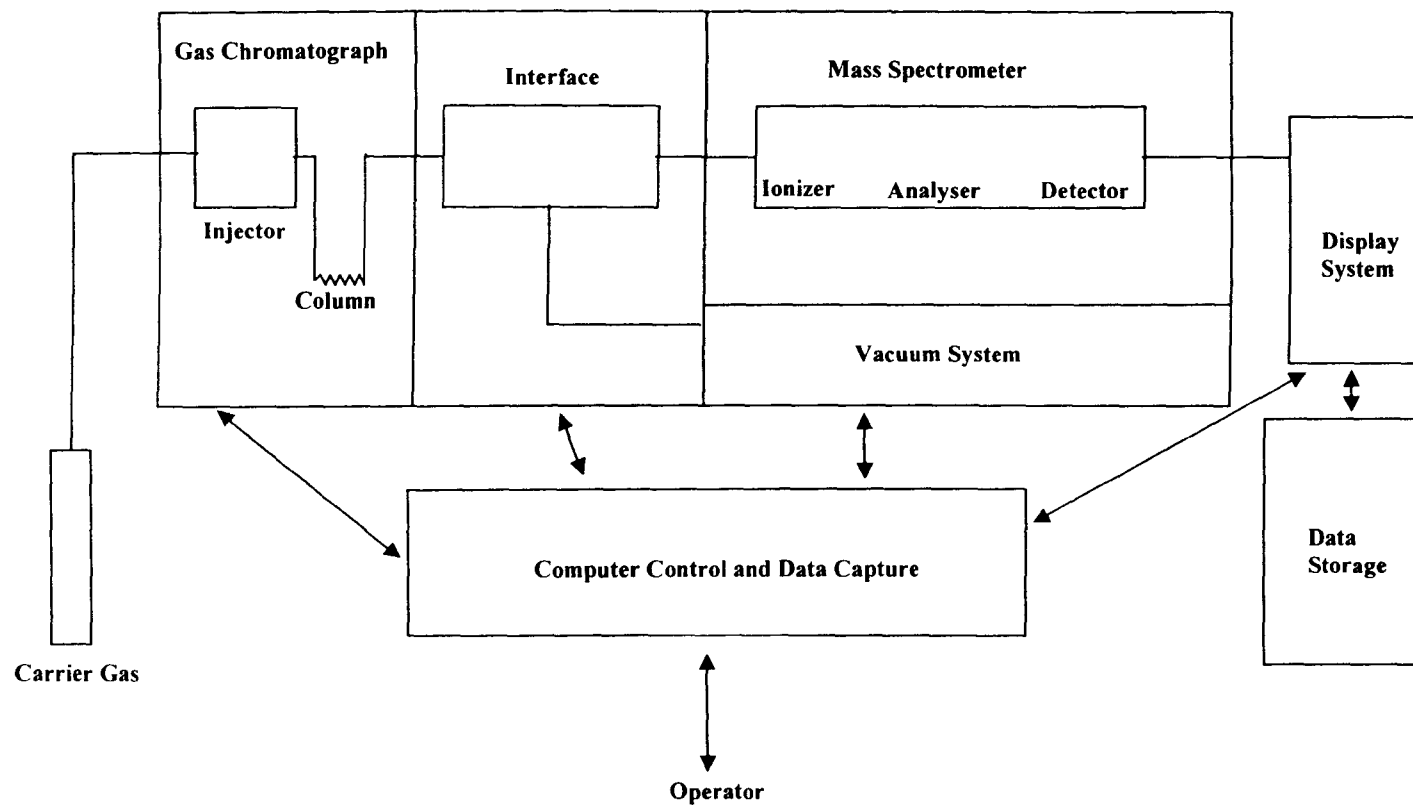 Gas Chromatograph
Interface
Mass Spectrometer
Ionizer
Analyser
Detector
Injector
Display
System
Column
Vacuum System
Data
Storage
Computer Control and Data Capture
Carrier Gas
Operator